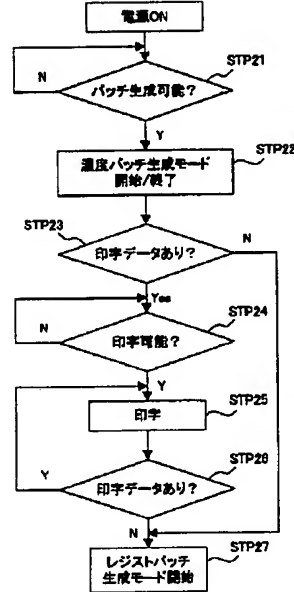 電源ON
STP21
N
パッチ生成可能？
Y
STP22
濃度パッチ生成モード
開始/終了
STP23
印字データあり？
N
Yes
STP24
N
印字可能？
Y
STP25
印字
STP26
Y
印字データあり？
N
STP27
レジストパッチ
生成モード開始